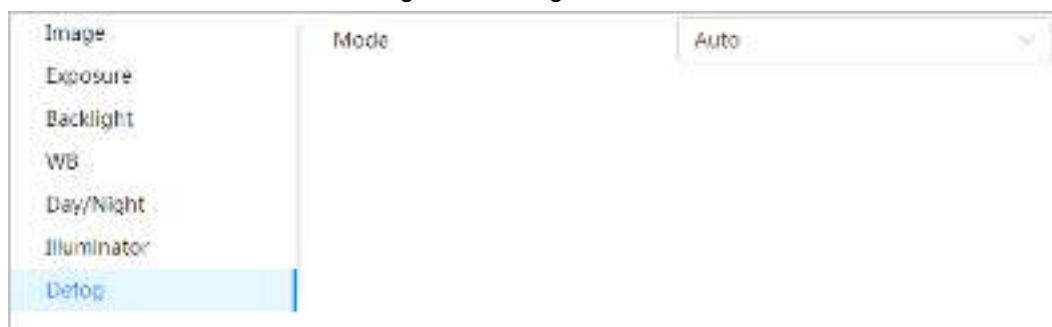 Image
Mode
Auto
Exposure
Backlight
WB
Day/Night
Illuminator
Defog